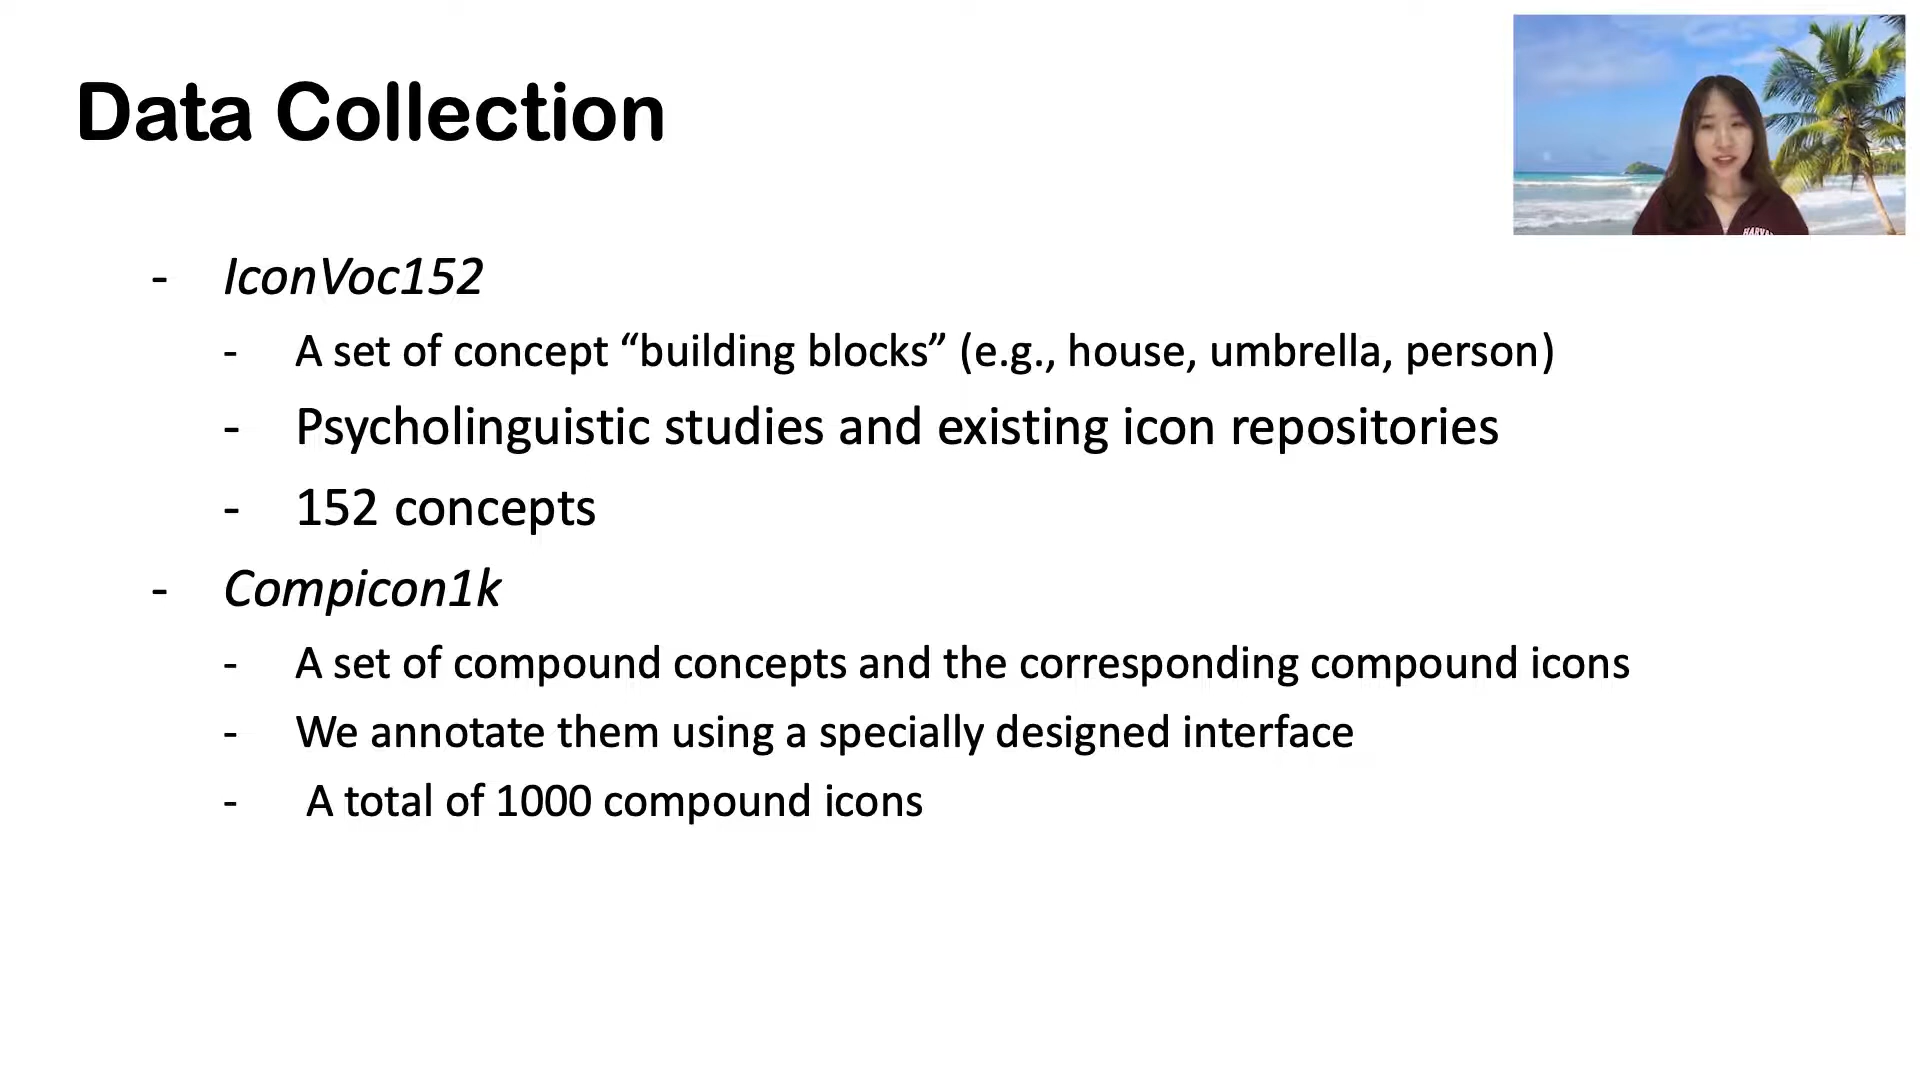 Data Collection
- IconVoc152
- A set of concept “building blocks” (e.g., house, umbrella, person)
- Psycholinguistic studies and existing icon repositories
- 152 concepts
- Compicon1k
- A set of compound concepts and the corresponding compound icons
- We annotate them using a specially designed interface
- A total of 1000 compound icons